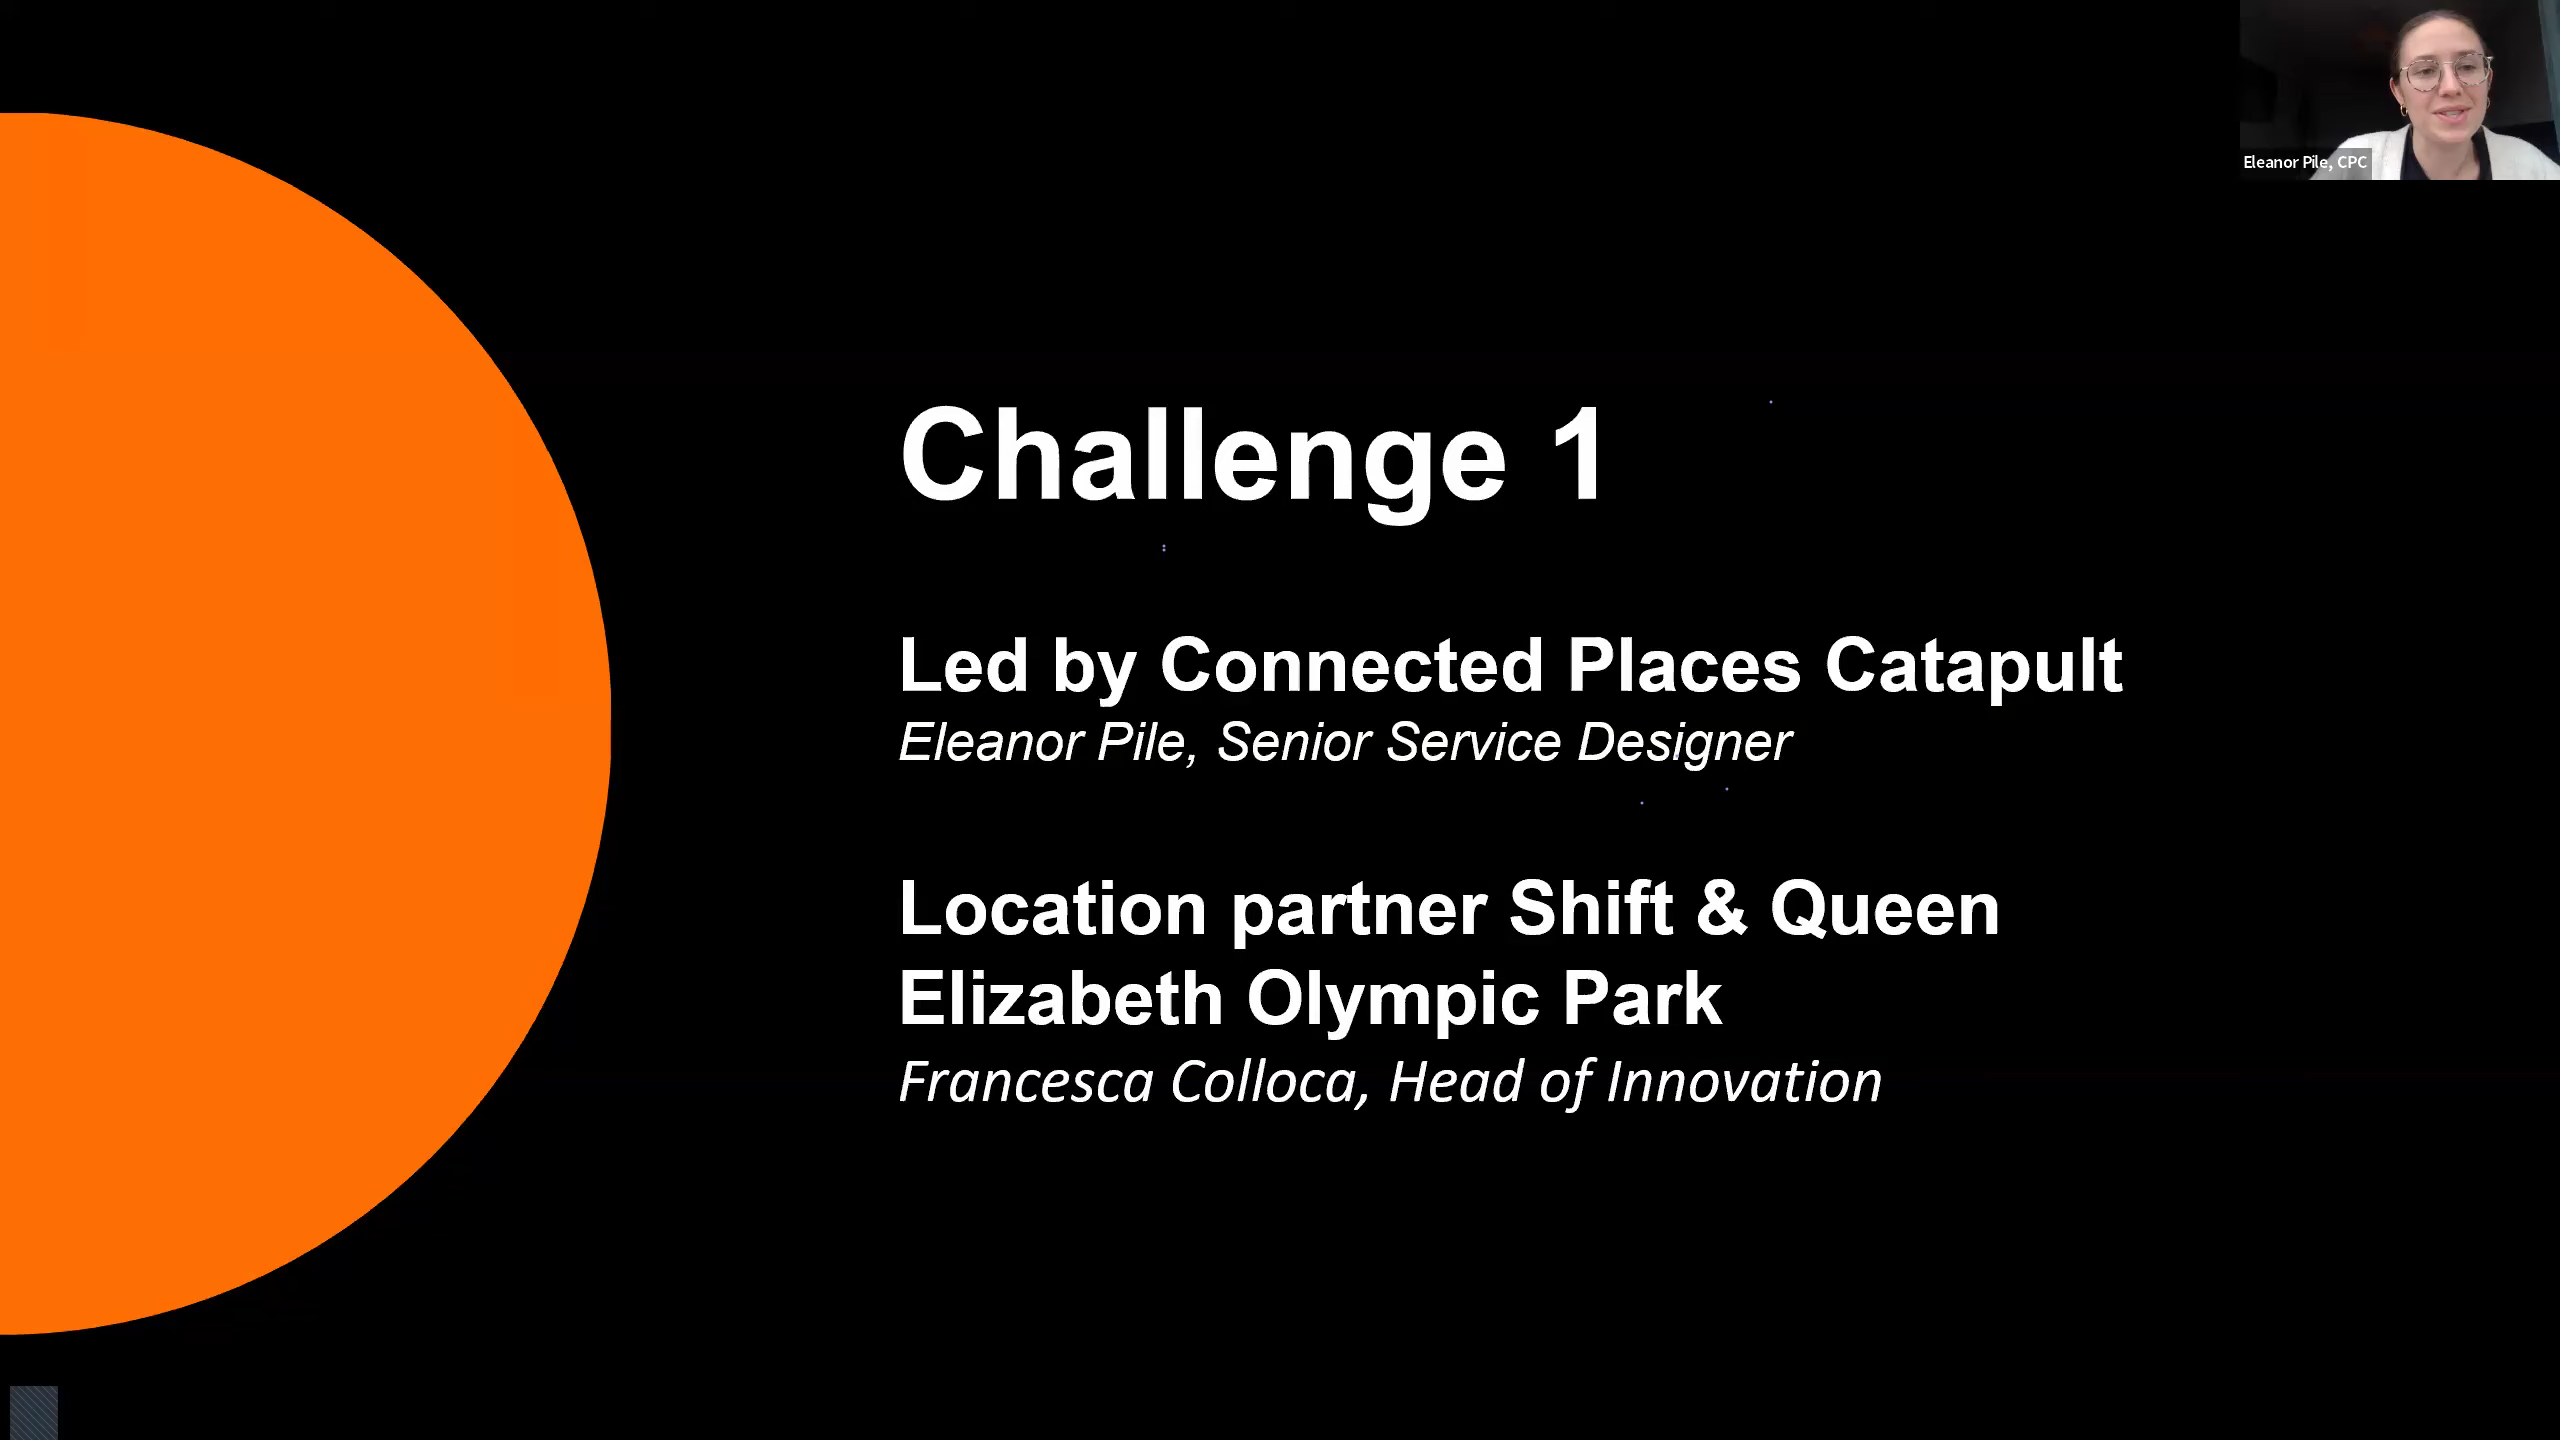 Eleanor Pile, CPC
Challenge 1
Led by Connected Places Catapult
Eleanor Pile, Senior Service Designer
Location partner Shift & Queen
Elizabeth Olympic Park
Francesca Colloca, Head of Innovation